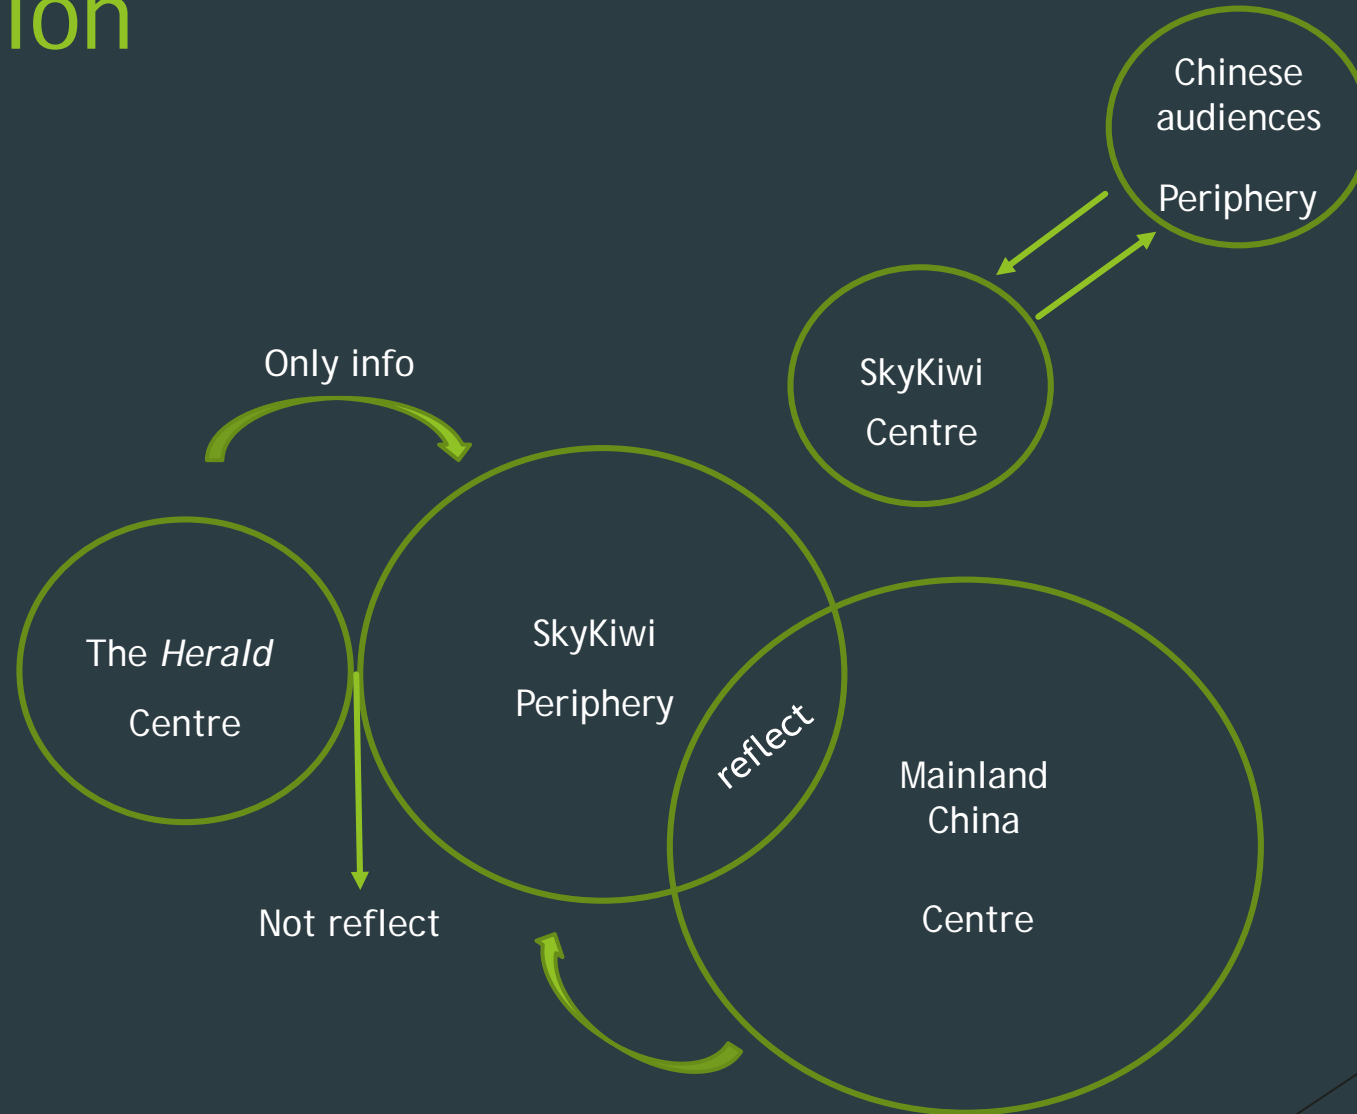 ion
Chinese
audiences
Periphery
SkyKiwi
Centre
Only info
The Herald
Centre
SkyKiwi
Periphery
reflect
Mainland
China
Centre
Not reflect